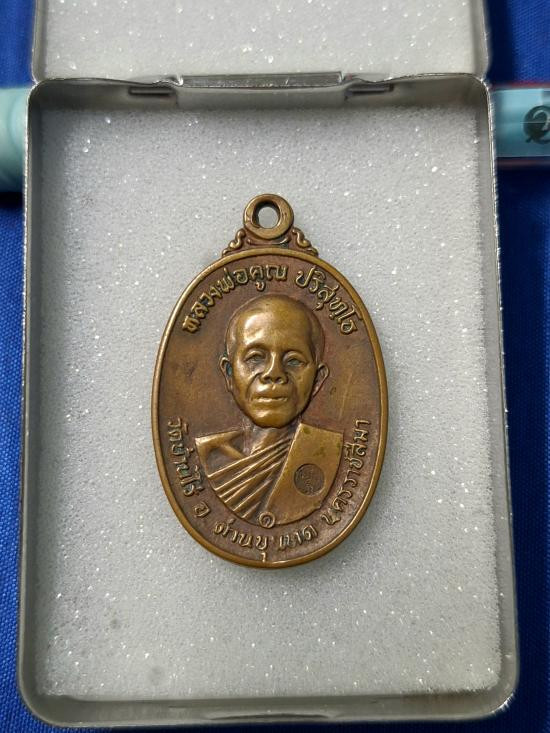 หลวงพ่อคูณ ปริสุทฺโธ
๑
วัดบ้านไร่ อ. ด่านขุนทด นครราชสีมา